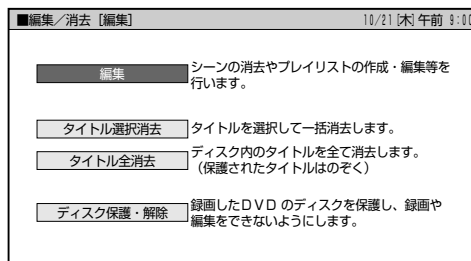 ■編集／消去［編集］ 10/21[木]午前 9:00
編集
シーンの消去やプレイリストの作成・編集等を
行います。
タイトル選択消去
タイトルを選択して一括消去します。
タイトル全消去
ディスク内のタイトルを全て消去します。
（保護されたタイトルはのぞく）
ディスク保護・解除
録画したＤＶＤ のディスクを保護し、録画や
編集をできないようにします。